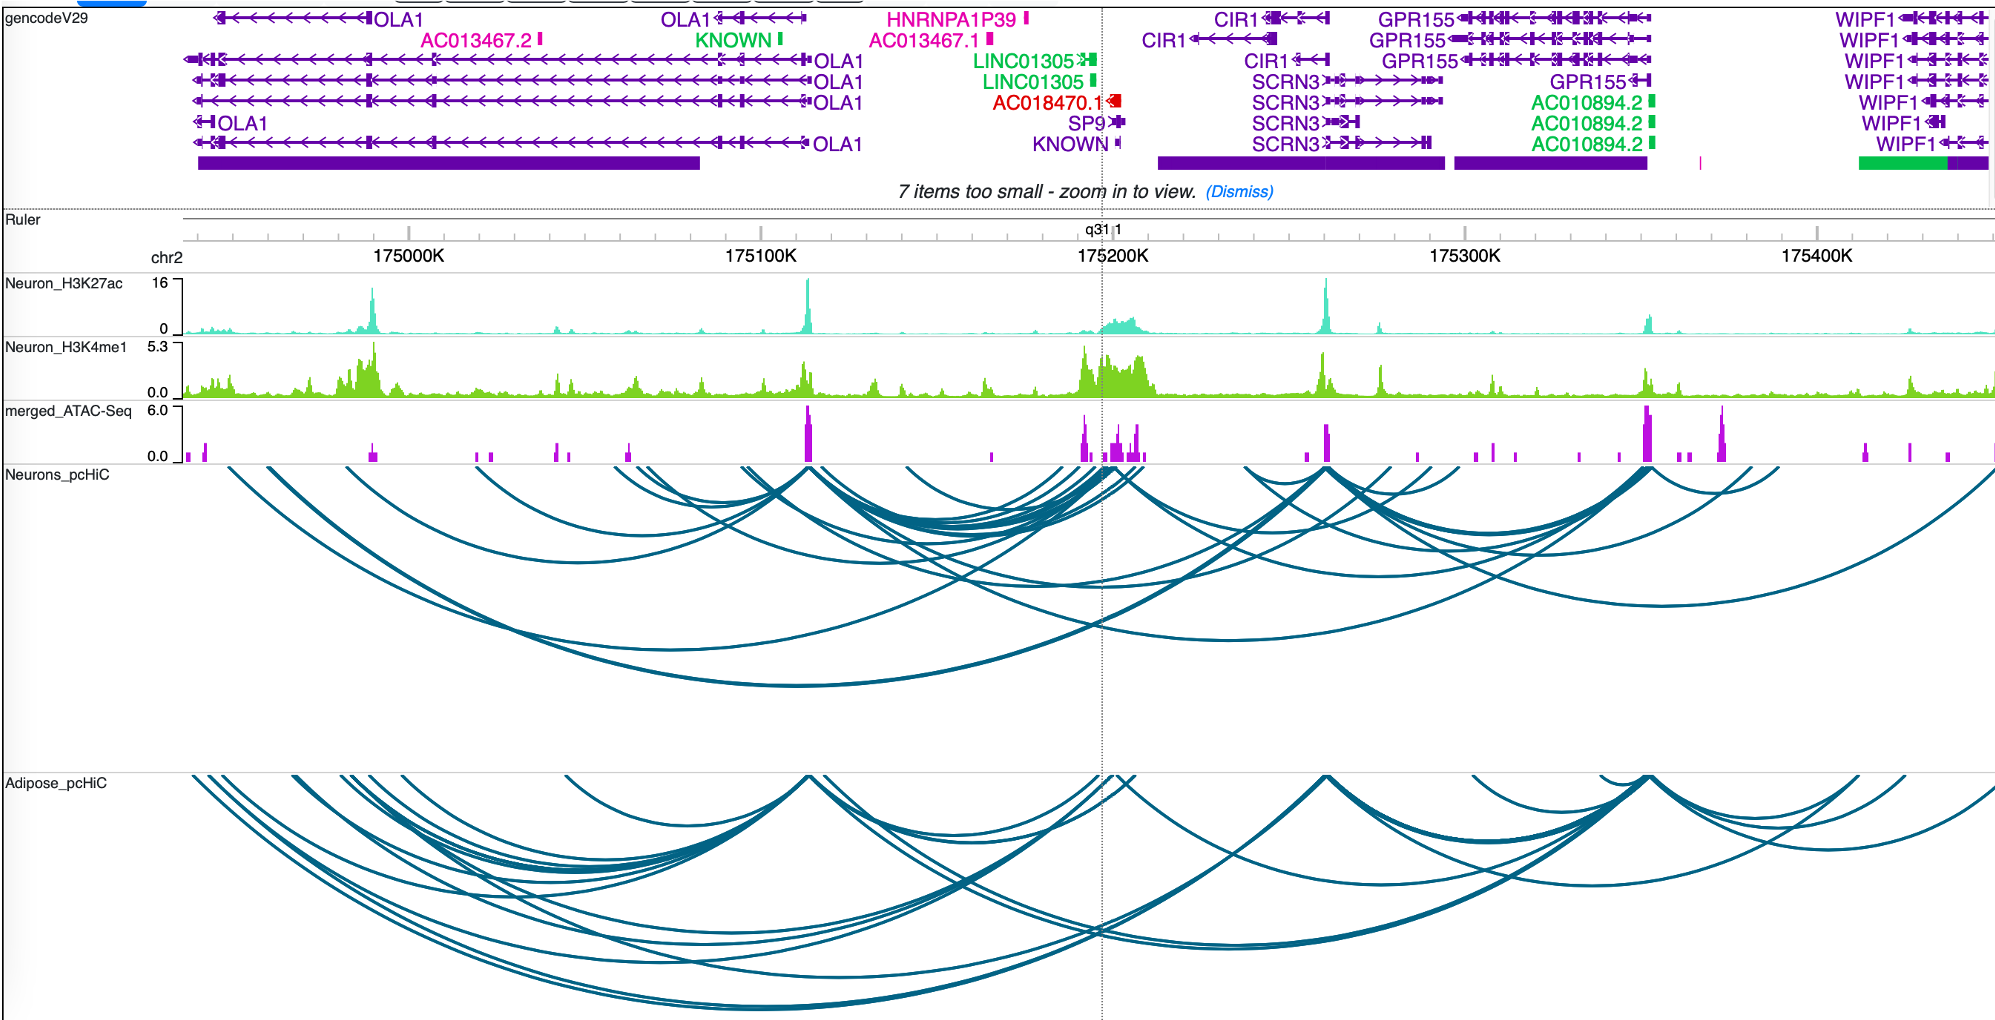 gencodeV29
OLA1 OLA1 HNRNPA1P39 CIR1 GPR155 WIPF1
AC013467.2 KNOWN AC013467.1 CIR1 GPR155 WIPF1
OLA1 LINC01305 CIR1 GPR155 WIPF1
OLA1 LINC01305 SCRN3 GPR155 WIPF1
OLA1 AC018470.1 SCRN3 AC010894.2 WIPF1
OLA1 SP9 SCRN3 AC010894.2 WIPF1
OLA1 KNOWN SCRN3 AC010894.2 WIPF1
7 items too small - zoom in to view. (Dismiss)
Ruler
q31.1
chr2 175000K 175100K 175200K 175300K 175400K
Neuron_H3K27ac 16
0
Neuron_H3K4me1 5.3
0.0
merged_ATAC-Seq 6.0
0.0
Neurons_pcHiC
Adipose_pcHiC